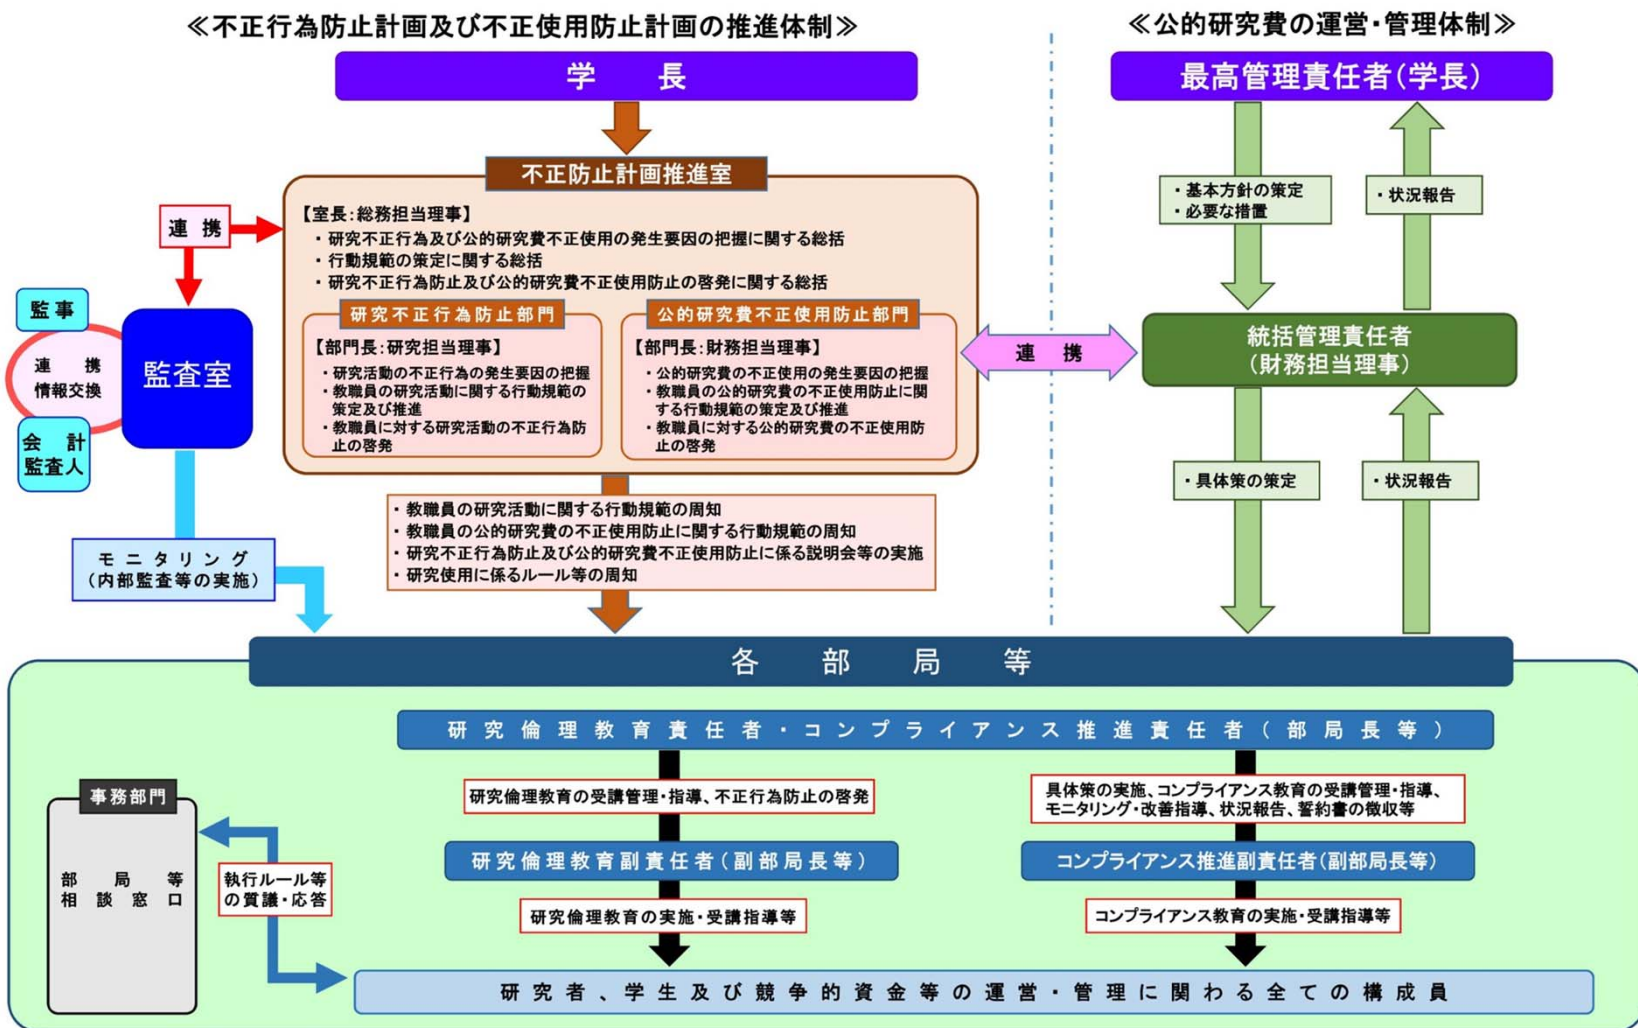 ≪不正行為防止計画及び不正使用防止計画の推進体制≫
≪公的研究費の運営・管理体制≫
学長
最高管理責任者(学長)
不正防止計画推進室
【室長:総務担当理事】
・研究不正行為及び公的研究費不正使用の発生要因の把握に関する総括
・行動規範の策定に関する総括
・研究不正行為防止及び公的研究費不正使用防止の啓発に関する総括
研究不正行為防止部門
【部門長:研究担当理事】
・研究活動の不正行為の発生要因の把握
・教職員の研究活動に関する行動規範の
策定及び推進
・教職員に対する研究活動の不正行為防
止の啓発
公的研究費不正使用防止部門
【部門長:財務担当理事】
・公的研究費の不正使用の発生要因の把握
・教職員の公的研究費の不正使用防止に関
する行動規範の策定及び推進
・教職員に対する公的研究費の不正使用防
止の啓発
連携
監事
連携
情報交換
監査室
会計
監査人
連携
・基本方針の策定
・必要な措置
・状況報告
統括管理責任者
(財務担当理事)
・具体策の策定
・状況報告
・教職員の研究活動に関する行動規範の周知
・教職員の公的研究費の不正使用防止に関する行動規範の周知
・研究不正行為防止及び公的研究費不正使用防止に係る説明会等の実施
・研究使用に係るルール等の周知
モニタリング
(内部監査等の実施)
各部局等
研究倫理教育責任者・コンプライアンス推進責任者(部局長等)
研究倫理教育の受講管理・指導、不正行為防止の啓発
具体策の実施、コンプライアンス教育の受講管理・指導、
モニタリング・改善指導、状況報告、誓約書の徴収等
事務部門
部局等
相談窓口
執行ルール等
の質議・応答
研究倫理教育副責任者(副部局長等)
コンプライアンス推進副責任者(副部局長等)
研究倫理教育の実施・受講指導等
コンプライアンス教育の実施・受講指導等
研究者、学生及び競争的資金等の運営・管理に関わる全ての構成員